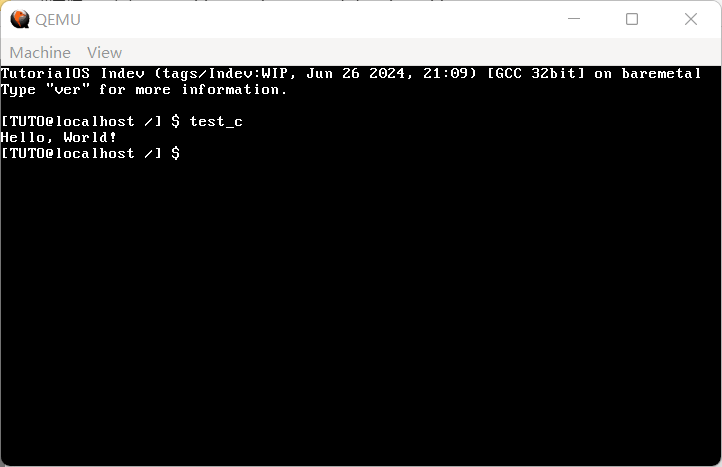 QEMU
Machine View
TutorialOS Indev (tags/Indev:WIP, Jun 26 2024, 21:09) [GCC 32bit] on baremetal
Type "ver" for more information.
[TUTO@localhost /] $ test_c
Hello, World!
[TUTO@localhost /] $